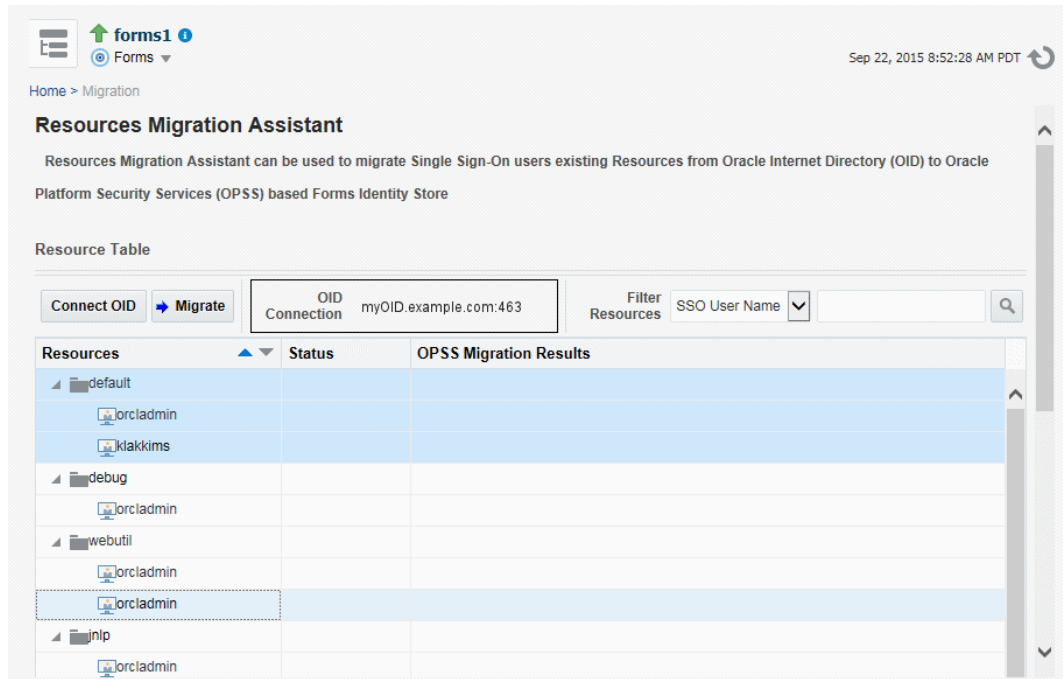 forms1
Forms
Sep 22, 2015 8:52:28 AM PDT
Home > Migration
Resources Migration Assistant
Resources Migration Assistant can be used to migrate Single Sign-On users existing Resources from Oracle Internet Directory (OID) to Oracle
Platform Security Services (OPSS) based Forms Identity Store
Resource Table
Connect OID Migrate OID Connection myOID.example.com:463 Filter Resources SSO User Name
Resources Status OPSS Migration Results
default
orcladmin
klakkims
debug
orcladmin
webutil
orcladmin
orcladmin
jnlp
orcladmin